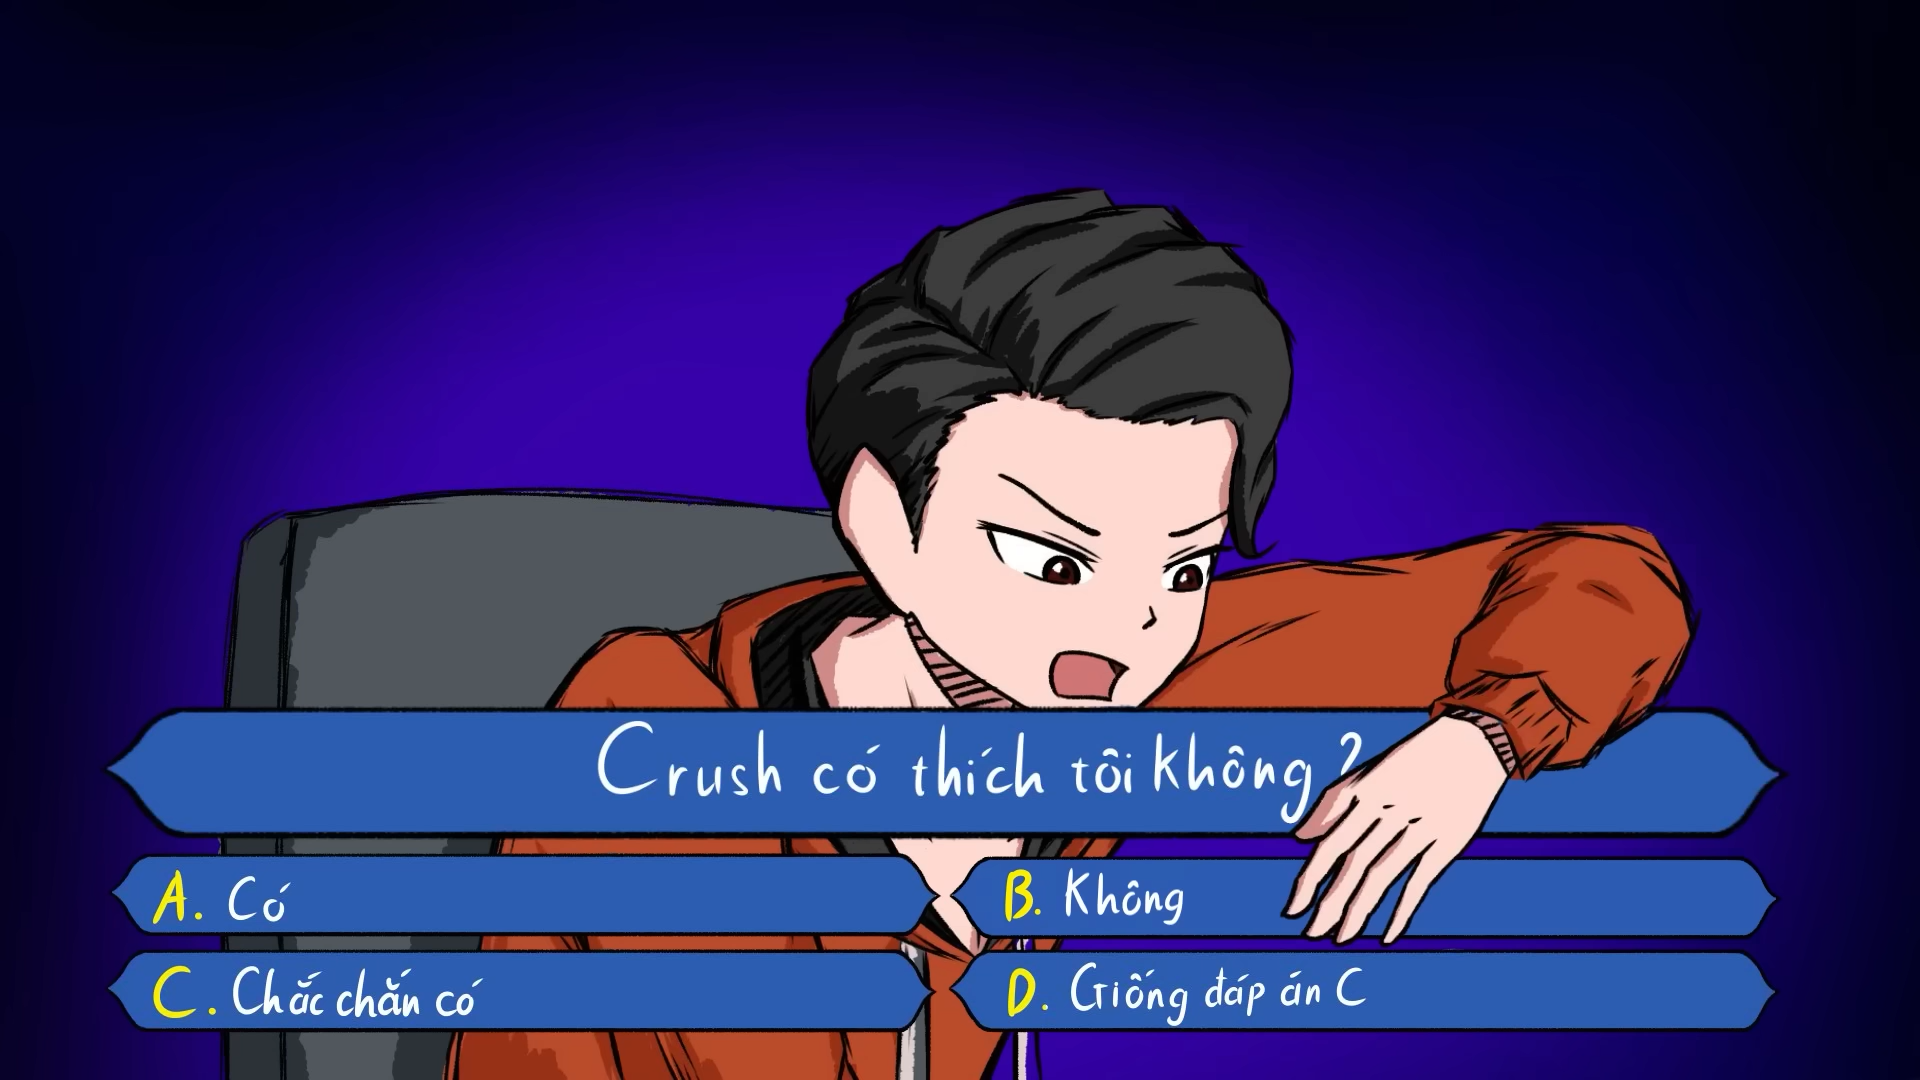 Crush có thích tôi không?
A. Có
B. Không
C. Chắc chắn có
D. Giống đáp án C